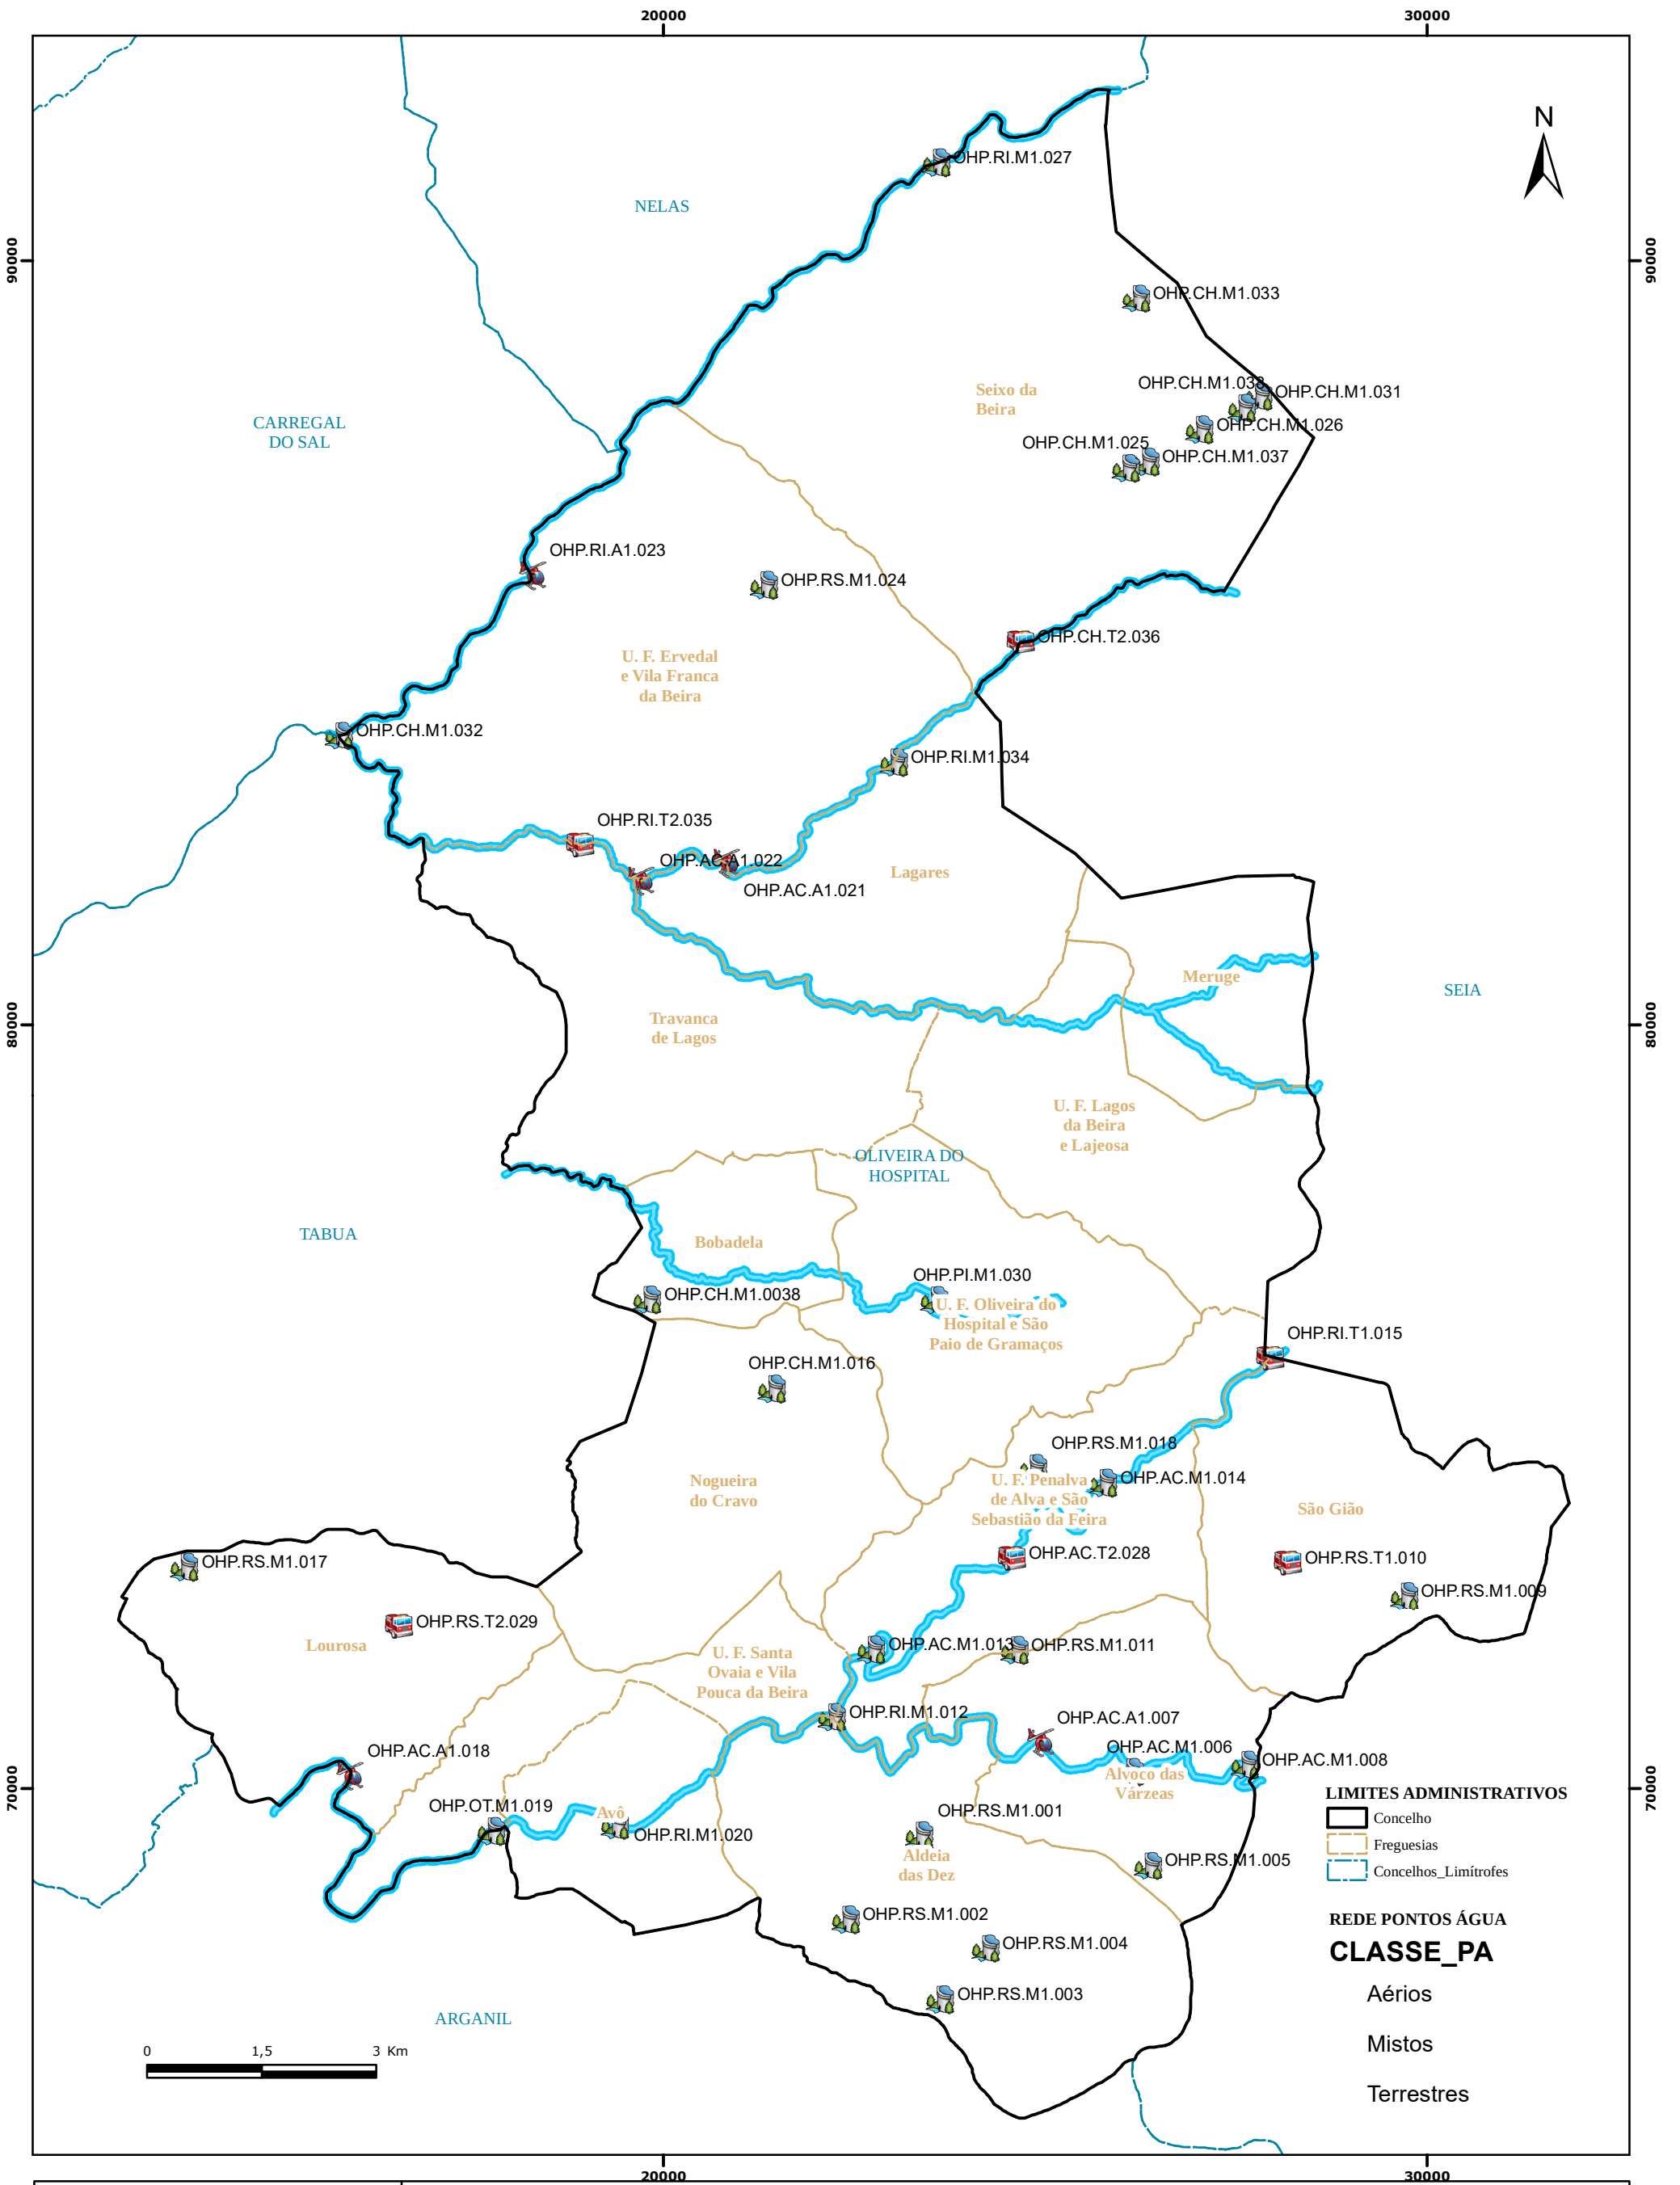 20000
30000
N
OHP.RI.M1.027
NELAS
90000
90000
OHP.CH.M1.033
Seixo da
Beira
OHP.CH.M1.038
OHP.CH.M1.031
CARREGAL
DO SAL
OHP.CH.M1.026
OHP.CH.M1.025
OHP.CH.M1.037
OHP.RI.A1.023
OHP.RS.M1.024
OHP.CH.T2.036
U. F. Ervedal
e Vila Franca
da Beira
OHP.CH.M1.032
OHP.RI.M1.034
OHP.RI.T2.035
OHP.AC.A1.022
OHP.AC.A1.021
Lagares
Meruge
SEIA
80000
80000
Travanca
de Lagos
U. F. Lagos
da Beira
e Lajeosa
OLIVEIRA DO
HOSPITAL
TABUA
Bobadela
OHP.PI.M1.030
OHP.CH.M1.0038
U. F. Oliveira do
Hospital e São
Paio de Gramaços
OHP.RI.T1.015
OHP.CH.M1.016
OHP.RS.M1.018
OHP.AC.M1.014
Nogueira
do Cravo
U. F. Penalva
de Alva e São
Sebastião da Feira
São Gião
OHP.AC.T2.028
OHP.RS.T1.010
OHP.RS.M1.017
OHP.RS.M1.009
OHP.RS.T2.029
Lourosa
OHP.AC.M1.013
OHP.RS.M1.011
U. F. Santa
Ovaia e Vila
Pouca da Beira
OHP.RI.M1.012
OHP.AC.A1.007
OHP.AC.A1.018
OHP.AC.M1.006
OHP.AC.M1.008
Alvoco das
Várzeas
70000
70000
OHP.OT.M1.019
Avô
OHP.RI.M1.020
OHP.RS.M1.001
Aldeia
das Dez
OHP.RS.M1.005
OHP.RS.M1.002
OHP.RS.M1.004
OHP.RS.M1.003
LIMITES ADMINISTRATIVOS
Concelho
Freguesias
Concelhos_Limítrofes
REDE PONTOS ÁGUA
CLASSE_PA
Aérios
Mistos
Terrestres
ARGANIL
0 1,5 3 Km
20000
30000